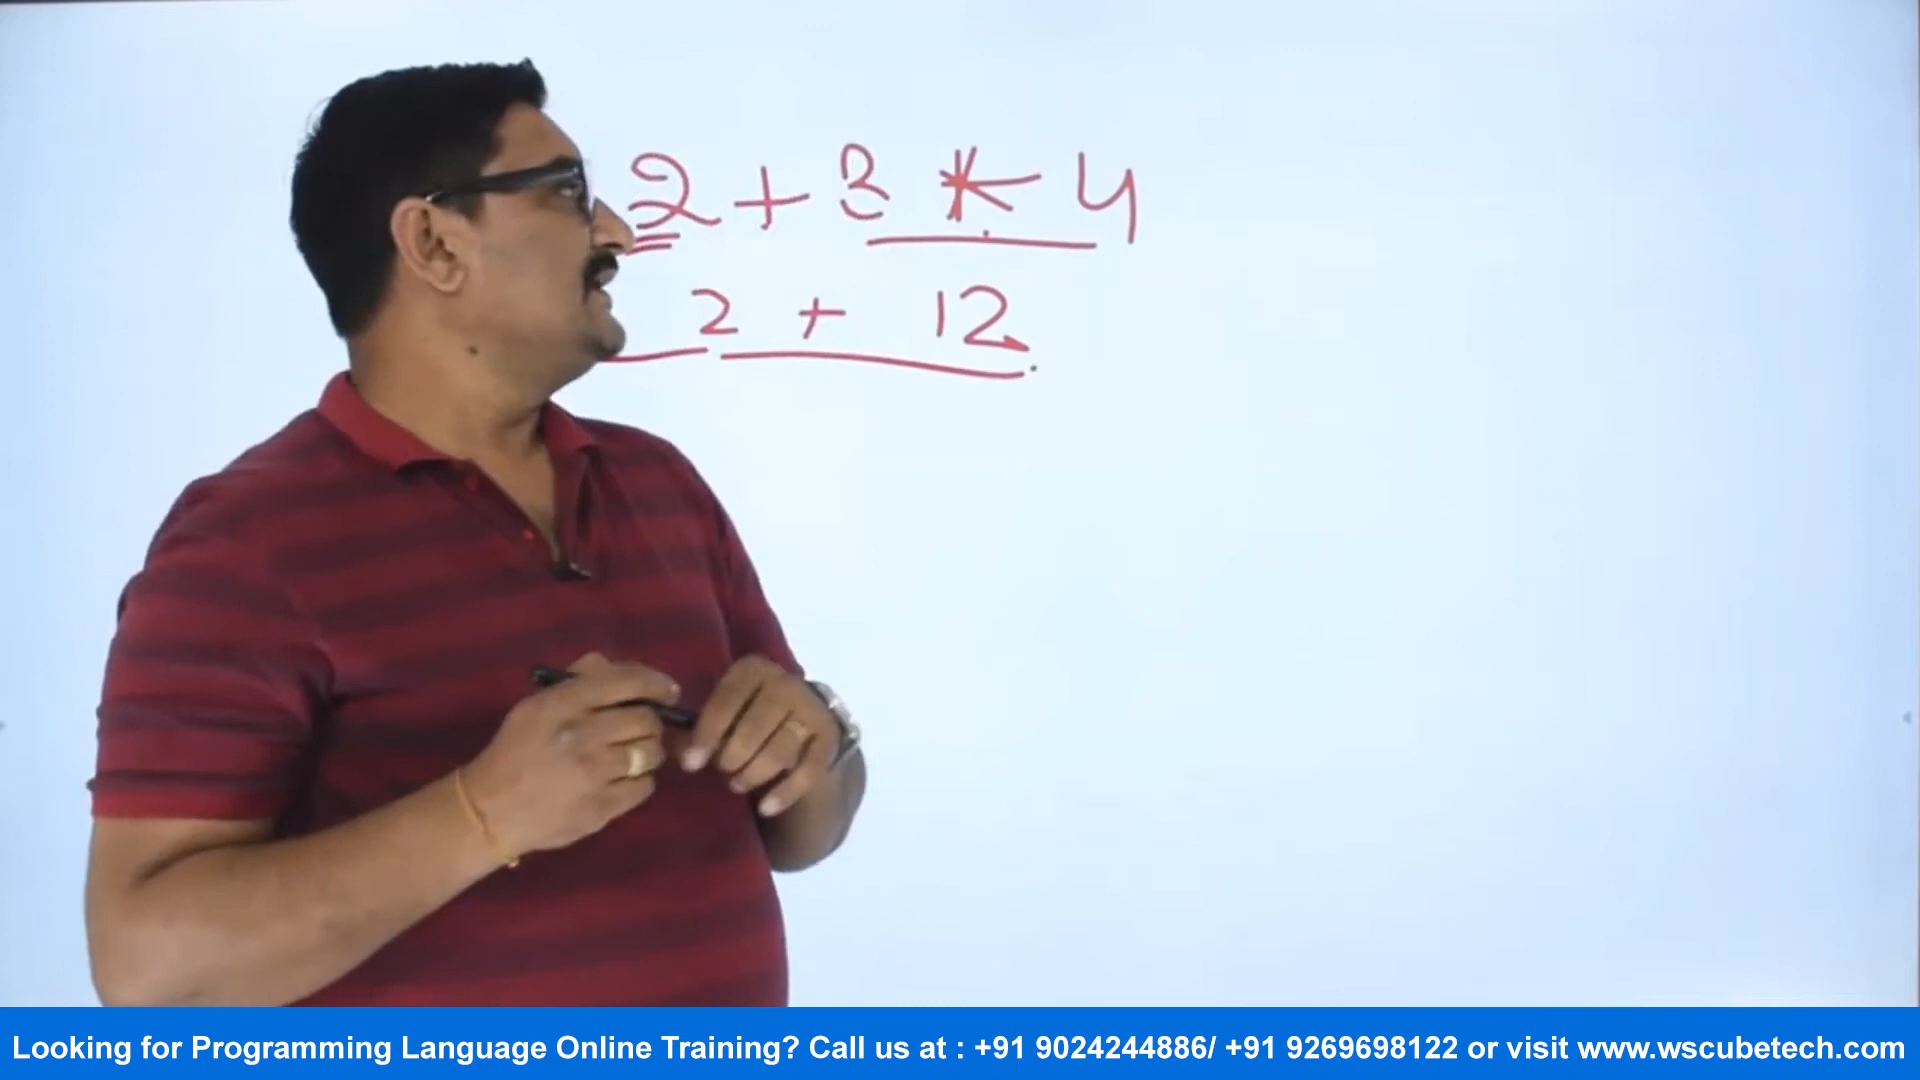 2 + 3 * 4
2 + 12
Looking for Programming Language Online Training? Call us at : +91 9024244886/ +91 9269698122 or visit www.wscubetech.com